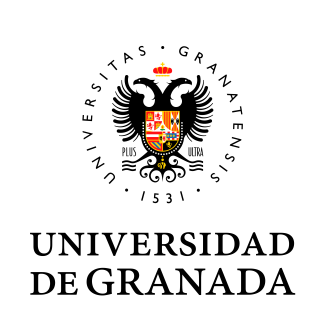 UNIVERSITAS · GRANATENSIS · 1531 ·
PLUS ULTRA
UNIVERSIDAD
DE GRANADA